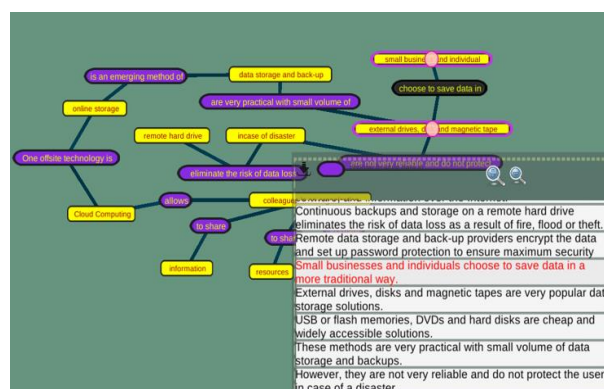 small business and individual
is an emerging method of
data storage and back-up
choose to save data in
are very practical with small volume of
online storage
external drives, and magnetic tape
remote hard drive
incase of disaster
One offsite technology is
are not very reliable and do not protect
eliminate the risk of data loss
allows
colleague
Cloud Computing
to share
to sha
information
resources
Continuous backups and storage on a remote hard drive
eliminates the risk of data loss as a result of fire, flood or theft.
Remote data storage and back-up providers encrypt the data
and set up password protection to ensure maximum security
Small businesses and individuals choose to save data in a
more traditional way.
External drives, disks and magnetic tapes are very popular dat
storage solutions.
USB or flash memories, DVDs and hard disks are cheap and
widely accessible solutions.
These methods are very practical with small volume of data
storage and backups.
However, they are not very reliable and do not protect the user
in case of a disaster